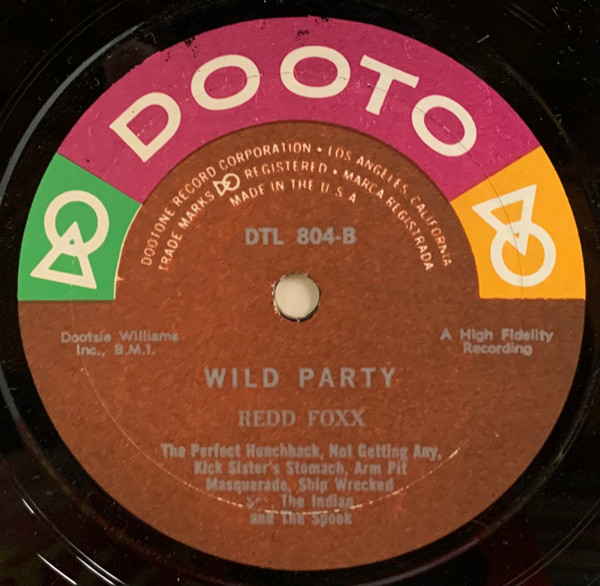 DOOTO
DOOTONE RECORD CORPORATION • LOS ANGELES, CALIFORNIA
TRADE MARKS DO REGISTERED • MARCA REGISTRADA
MADE IN THE U.S.A
DTL 804-B
Dootsie Williams
Inc., B.M.I.
A High Fidelity
Recording
WILD PARTY
REDD FOXX
The Perfect Hunchback, Not Getting Any,
Kick Sister's Stomach, Arm Pit
Masquerade, Ship Wrecked
The Indian
and The Spook